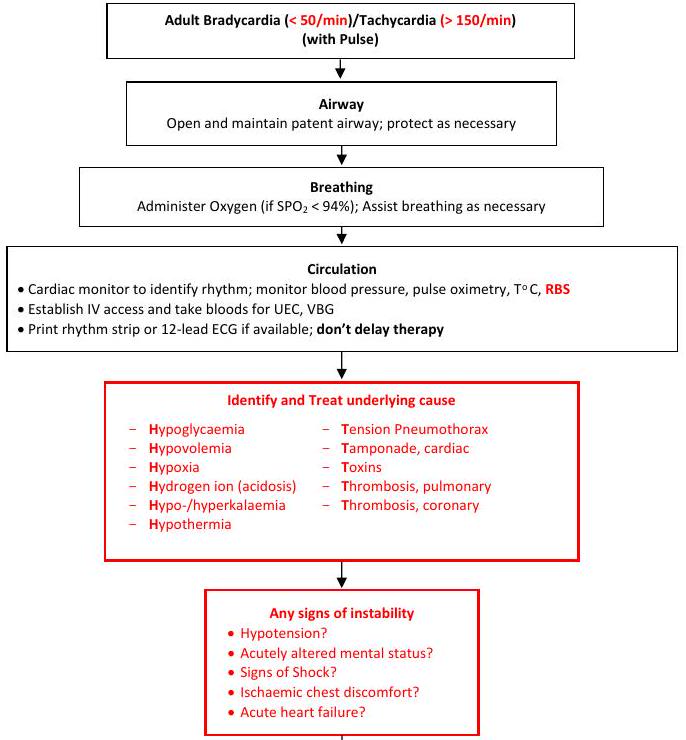 Adult Bradycardia (< 50/min)/Tachycardia (> 150/min)
(with Pulse)
Airway
Open and maintain patent airway; protect as necessary
Breathing
Administer Oxygen (if SPO₂ < 94%); Assist breathing as necessary
Circulation
• Cardiac monitor to identify rhythm; monitor blood pressure, pulse oximetry, T°C, RBS
• Establish IV access and take bloods for UEC, VBG
• Print rhythm strip or 12-lead ECG if available; don't delay therapy
Identify and Treat underlying cause
− Hypoglycaemia
− Hypovolemia
− Hypoxia
− Hydrogen ion (acidosis)
− Hypo-/hyperkalaemia
− Hypothermia
− Tension Pneumothorax
− Tamponade, cardiac
− Toxins
− Thrombosis, pulmonary
− Thrombosis, coronary
Any signs of instability
• Hypotension?
• Acutely altered mental status?
• Signs of Shock?
• Ischaemic chest discomfort?
• Acute heart failure?